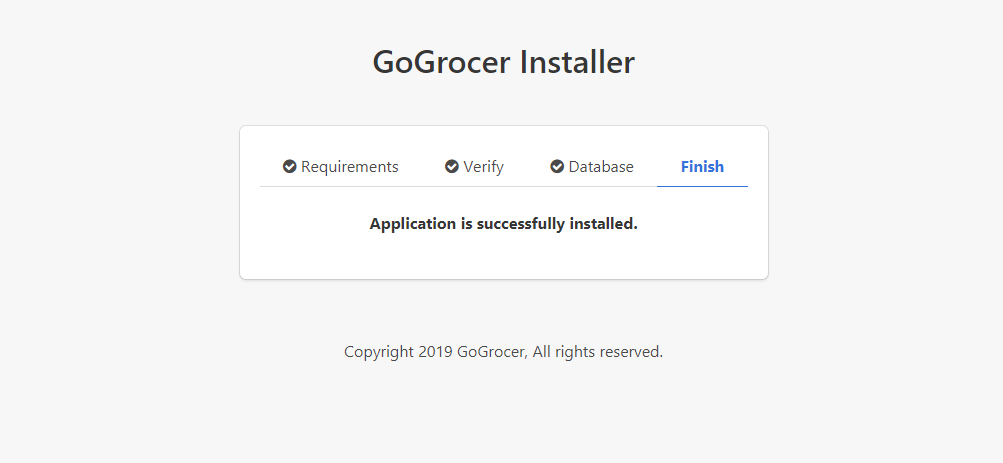 GoGrocer Installer
Requirements Verify Database Finish
Application is successfully installed.
Copyright 2019 GoGrocer, All rights reserved.